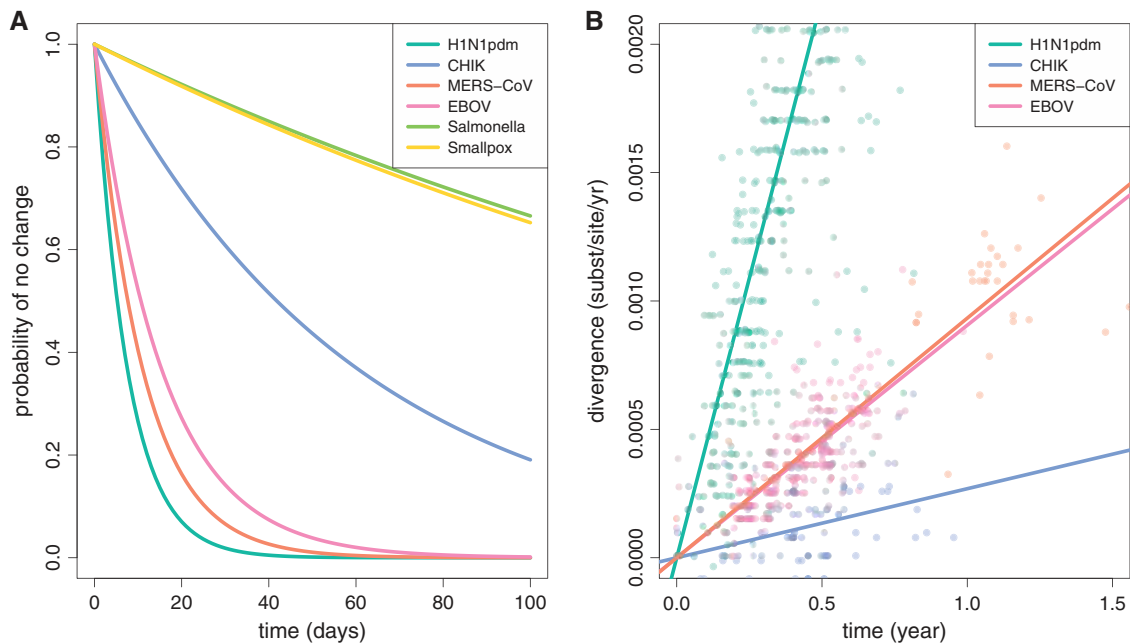 A
probability of no change
1.0
0.8
0.6
0.4
0.2
0.0
0
20
40
60
80
100
time (days)
H1N1pdm
CHIK
MERS−CoV
EBOV
Salmonella
Smallpox
B
divergence (subst/site/yr)
0.0020
0.0015
0.0010
0.0005
0.0000
0.0
0.5
1.0
1.5
time (year)
H1N1pdm
CHIK
MERS−CoV
EBOV